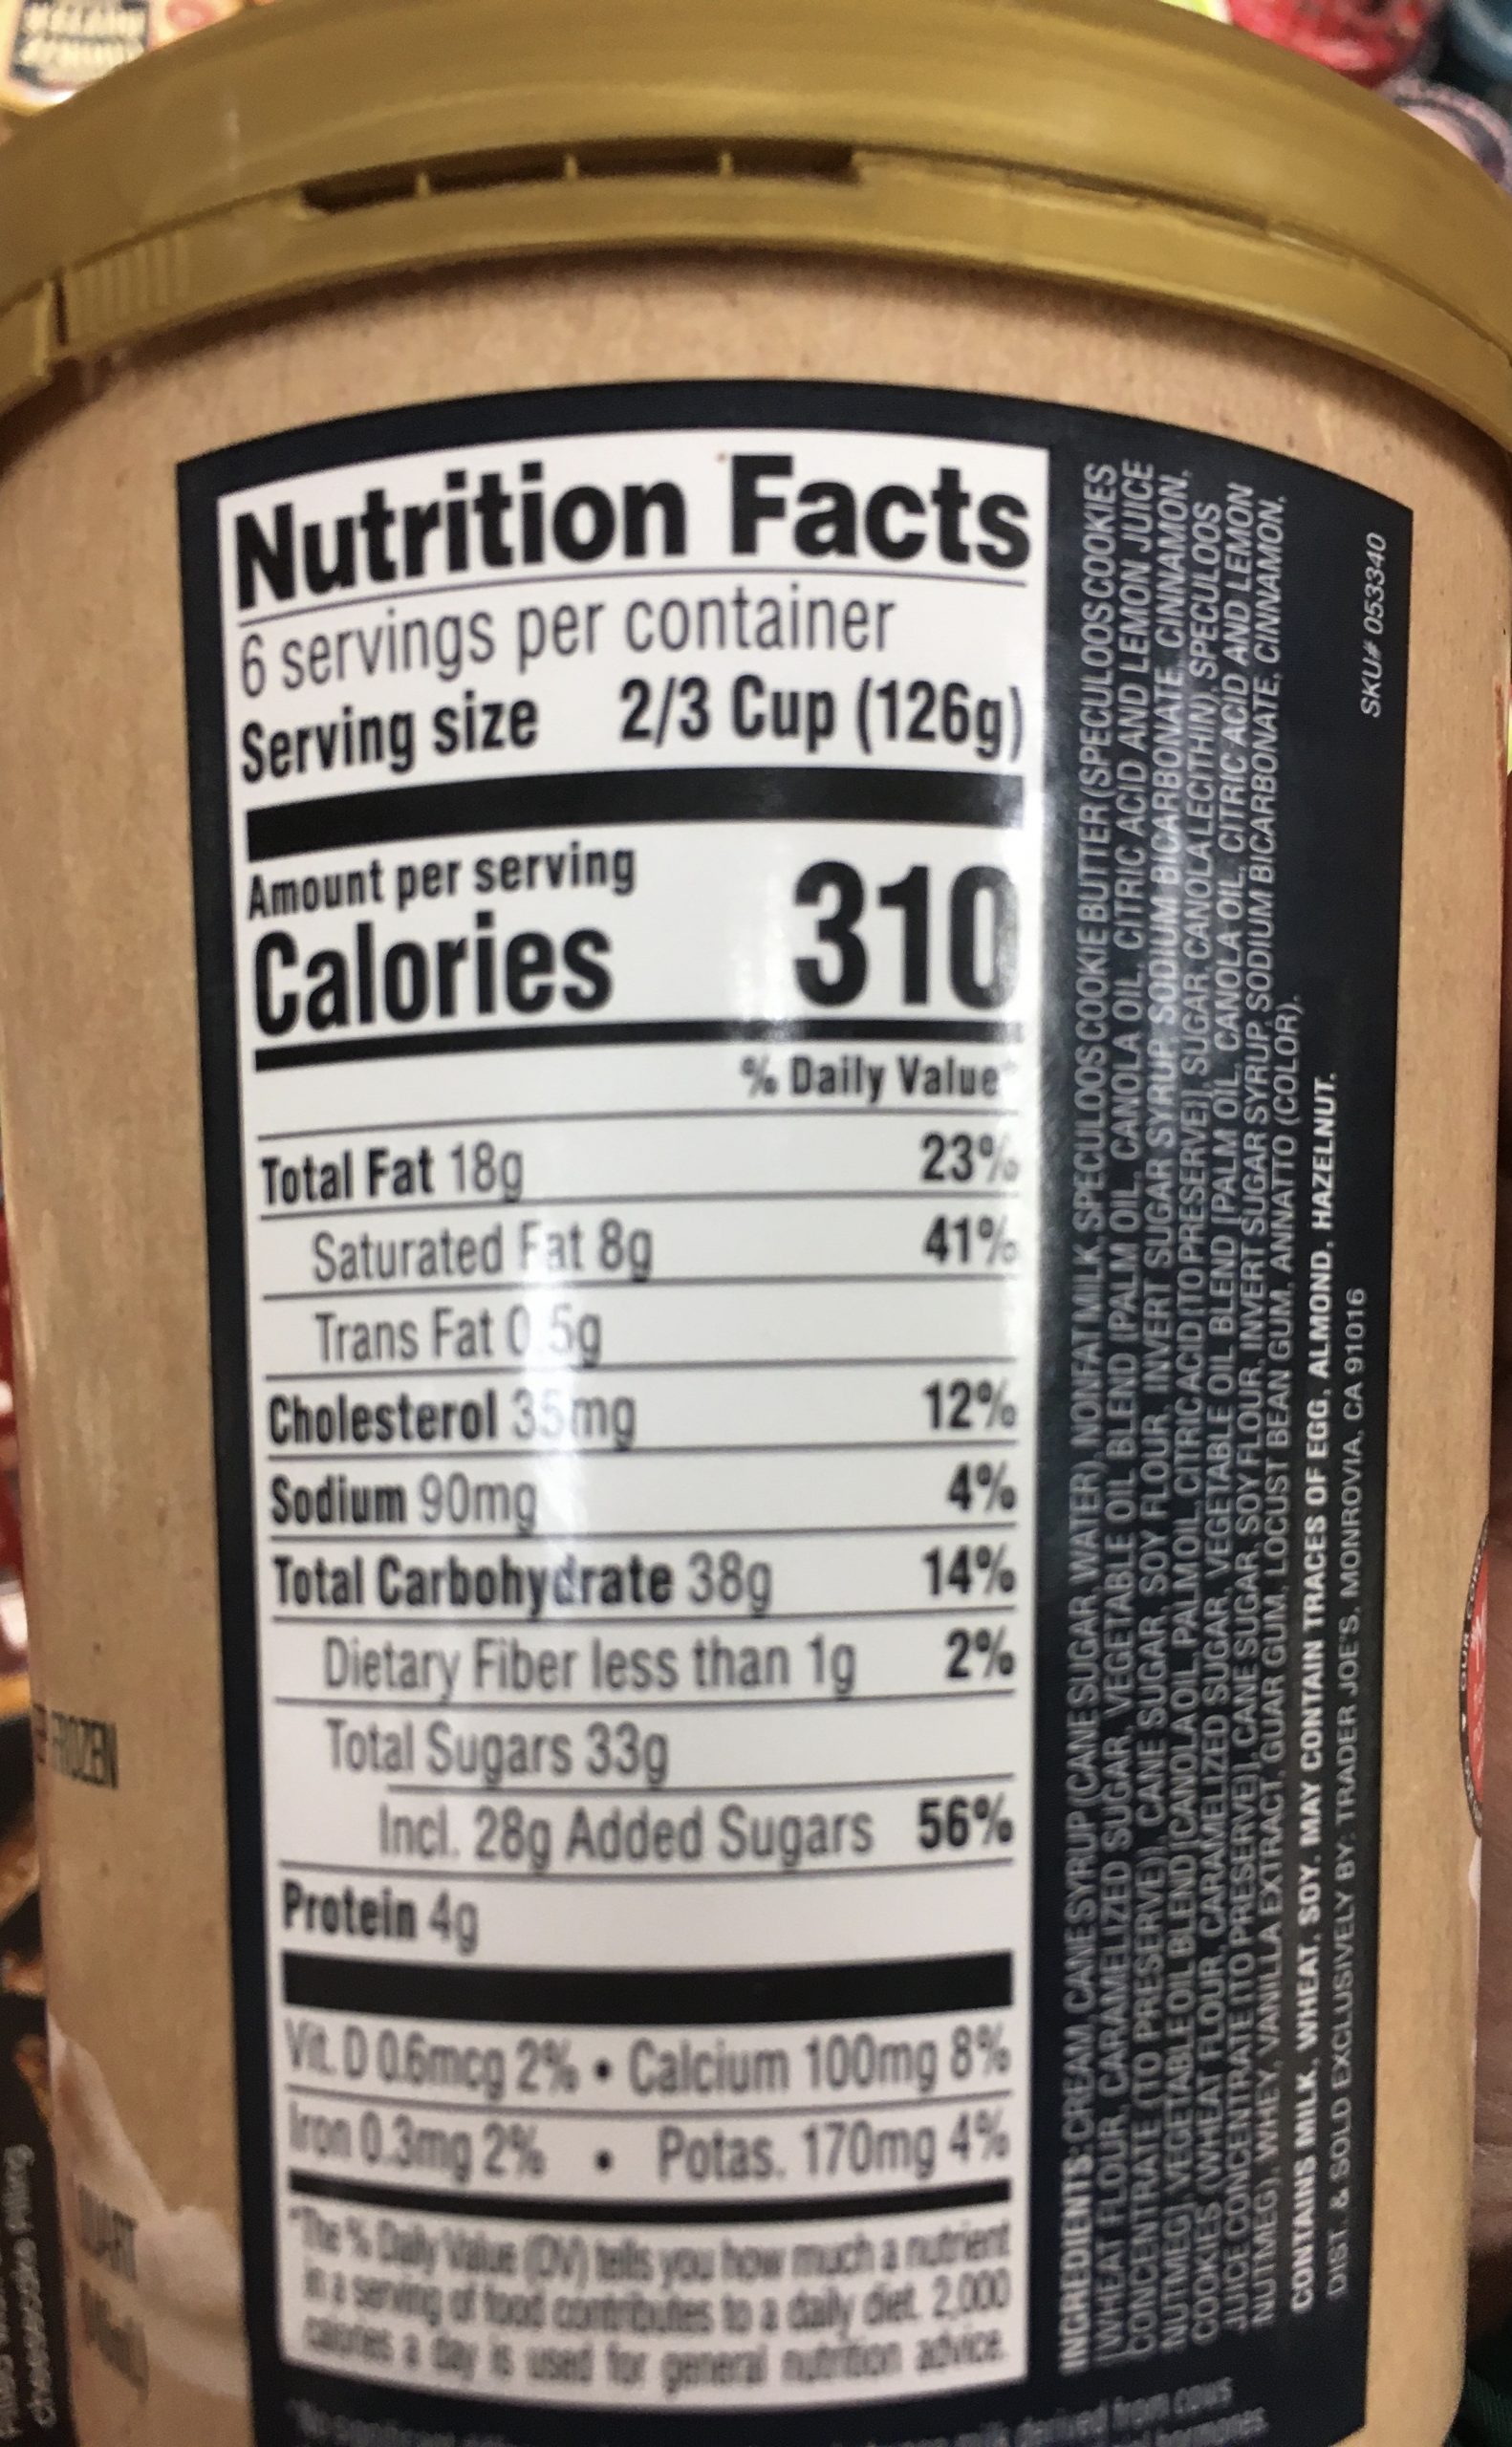 Nutrition Facts
6 servings per container
Serving size 2/3 Cup (126g)
Amount per serving
Calories 310
% Daily Value*
Total Fat 18g 23%
Saturated Fat 8g 41%
Trans Fat 0.5g
Cholesterol 35mg 12%
Sodium 90mg 4%
Total Carbohydrate 38g 14%
Dietary Fiber less than 1g 2%
Total Sugars 33g
Incl. 28g Added Sugars 56%
Protein 4g
Vit. D 0.6mcg 2% • Calcium 100mg 8%
Iron 0.3mg 2% • Potas. 170mg 4%
*The % Daily Value (DV) tells you how much a nutrient
in a serving of food contributes to a daily diet. 2,000
calories a day is used for general nutrition advice.
INGREDIENTS: CREAM, CANE SYRUP (CANE SUGAR, WATER), NONFAT MILK, SPECULOOS COOKIE BUTTER (SPECULOOS COOKIES
[WHEAT FLOUR, CARAMELIZED SUGAR, VEGETABLE OIL BLEND (PALM OIL, CANOLA OIL, CITRIC ACID AND LEMON JUICE
CONCENTRATE (TO PRESERVE)), CANE SUGAR, SOY FLOUR, INVERT SUGAR SYRUP, SODIUM BICARBONATE, CINNAMON,
NUTMEG], VEGETABLE OIL BLEND [CANOLA OIL, PALM OIL, CITRIC ACID (TO PRESERVE)], SUGAR, CANOLA LECITHIN), SPECULOOS
COOKIES (WHEAT FLOUR, CARAMELIZED SUGAR, VEGETABLE OIL BLEND [PALM OIL, CANOLA OIL, CITRIC ACID AND LEMON
JUICE CONCENTRATE (TO PRESERVE)], CANE SUGAR, SOY FLOUR, INVERT SUGAR SYRUP, SODIUM BICARBONATE, CINNAMON,
NUTMEG), WHEY, VANILLA EXTRACT, GUAR GUM, LOCUST BEAN GUM, ANNATTO (COLOR).
CONTAINS MILK, WHEAT, SOY. MAY CONTAIN TRACES OF EGG, ALMOND, HAZELNUT.
DIST. & SOLD EXCLUSIVELY BY: TRADER JOE'S, MONROVIA, CA 91016
SKU# 053340
derived from cows
FROZEN
cheesecake filling